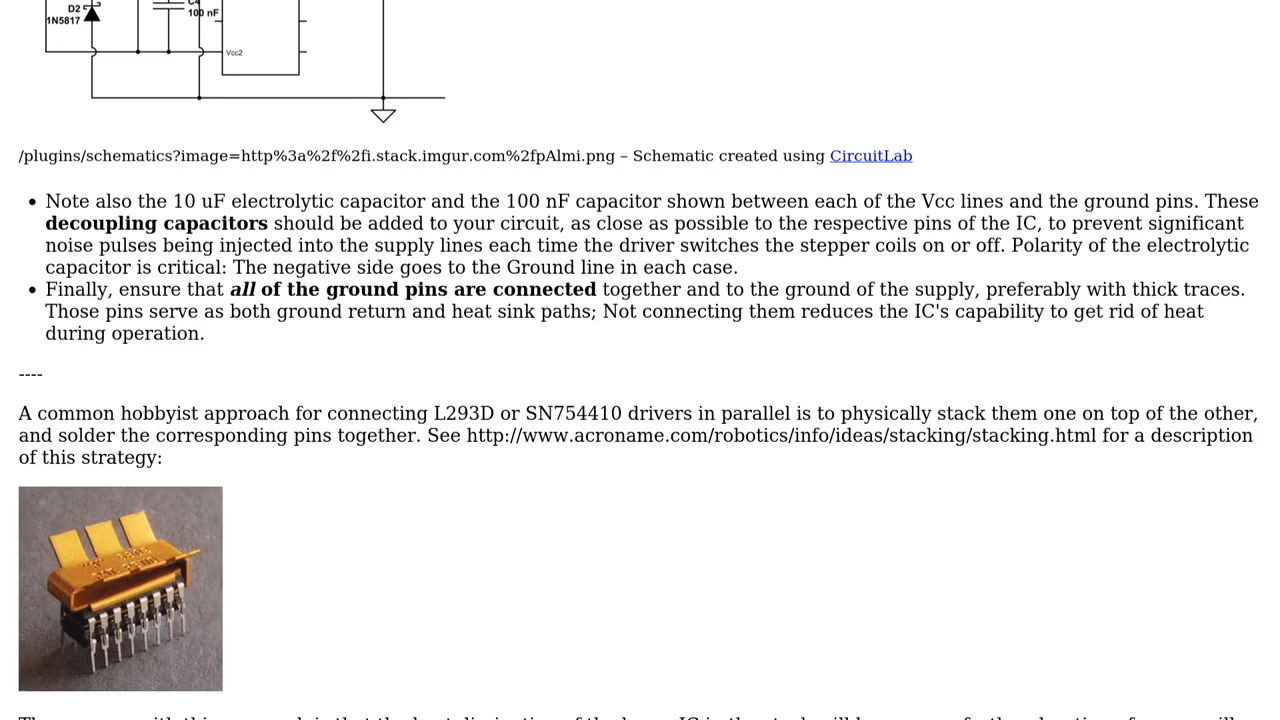 D2
1N5817
C4
100 nF
Vcc2
/plugins/schematics?image=http%3a%2f%2fi.stack.imgur.com%2fpAlmi.png – Schematic created using CircuitLab
• Note also the 10 uF electrolytic capacitor and the 100 nF capacitor shown between each of the Vcc lines and the ground pins. These
decoupling capacitors should be added to your circuit, as close as possible to the respective pins of the IC, to prevent significant
noise pulses being injected into the supply lines each time the driver switches the stepper coils on or off. Polarity of the electrolytic
capacitor is critical: The negative side goes to the Ground line in each case.
• Finally, ensure that all of the ground pins are connected together and to the ground of the supply, preferably with thick traces.
Those pins serve as both ground return and heat sink paths; Not connecting them reduces the IC's capability to get rid of heat
during operation.
----
A common hobbyist approach for connecting L293D or SN754410 drivers in parallel is to physically stack them one on top of the other,
and solder the corresponding pins together. See http://www.acroname.com/robotics/info/ideas/stacking/stacking.html for a description
of this strategy: